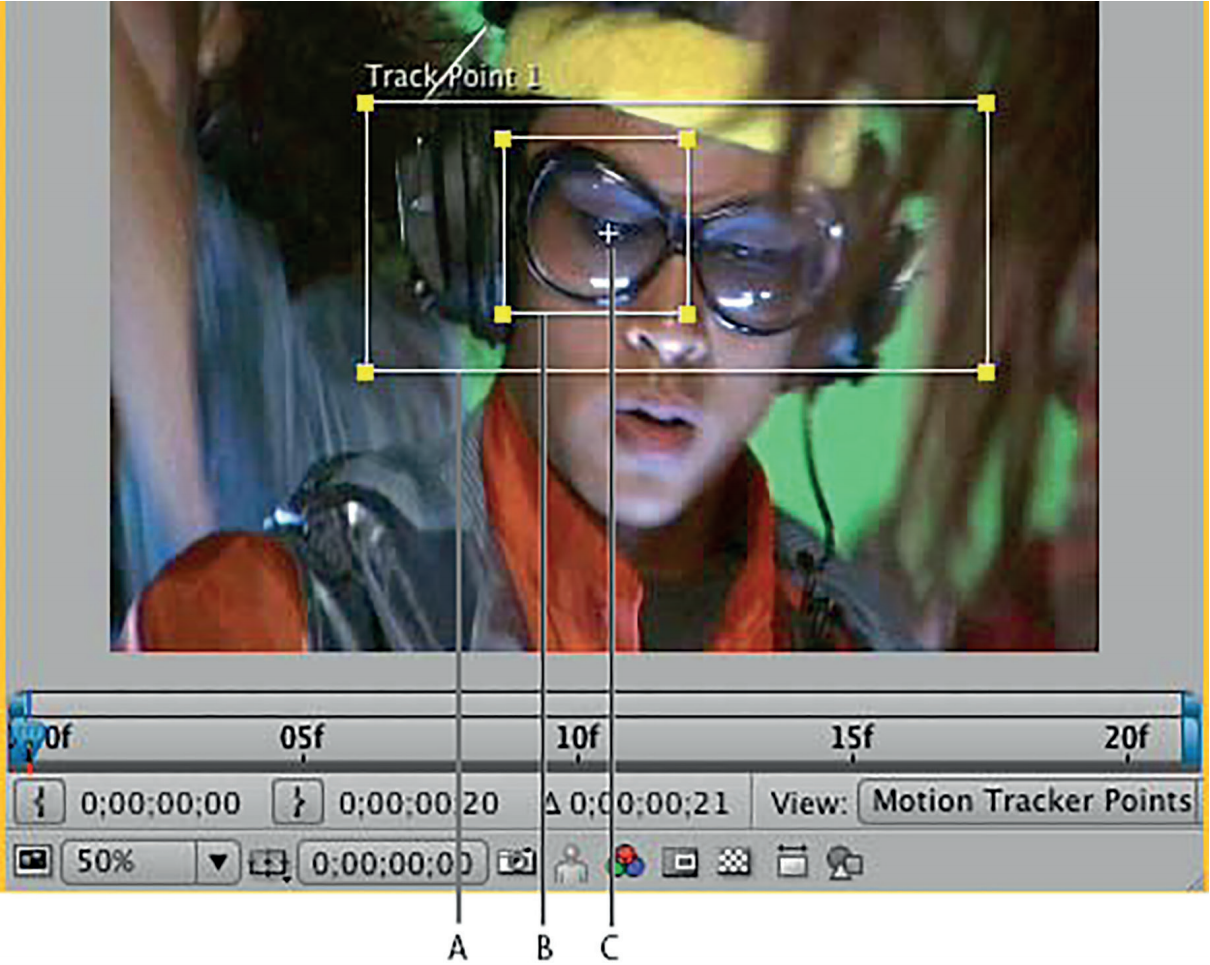 Track Point 1
0f 05f 10f 15f 20f
{ 0;00;00;00 } 0;00;00;20 Δ 0;00;00;21 View: Motion Tracker Points
50% 0;00;00;00
A B C